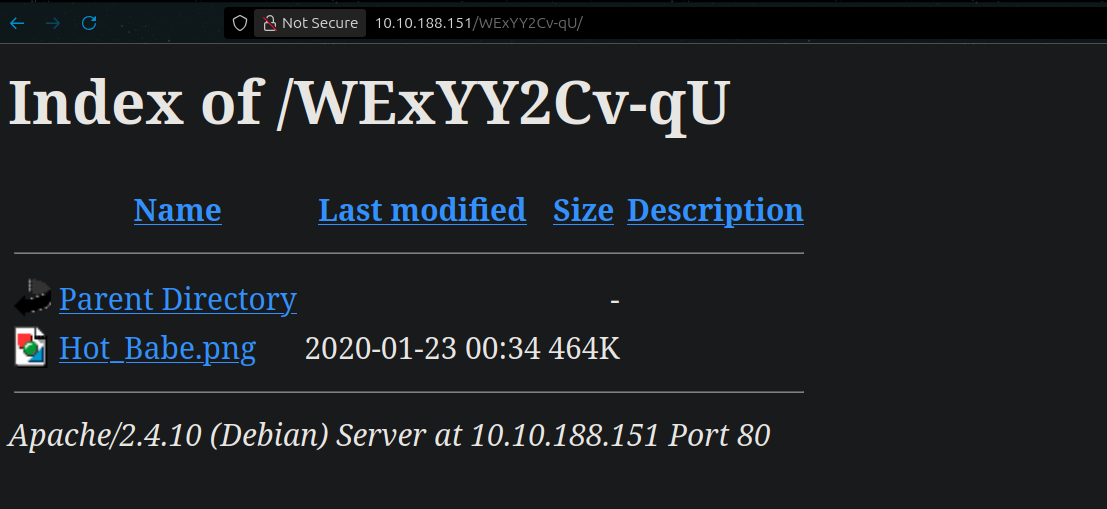 Not Secure 10.10.188.151/WExYY2Cv-qU/
Index of /WExYY2Cv-qU
Name Last modified Size Description
Parent Directory -
Hot_Babe.png 2020-01-23 00:34 464K
Apache/2.4.10 (Debian) Server at 10.10.188.151 Port 80